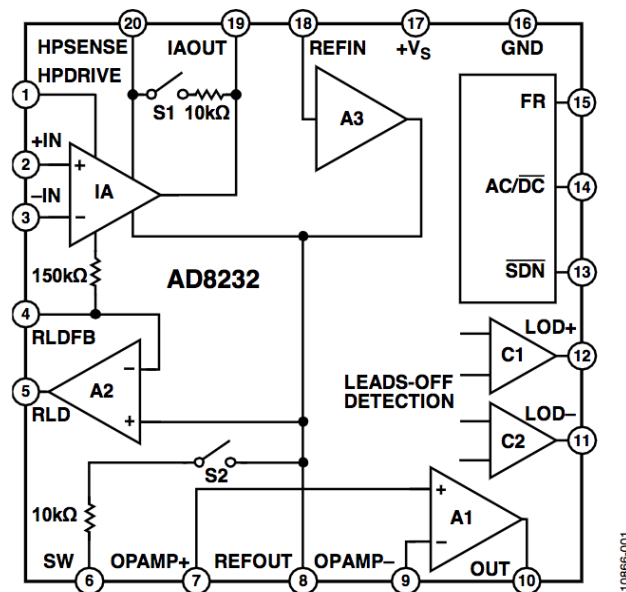 20 19 18 17 16
HPSENSE IAOUT REFIN +VS GND
HPDRIVE
1
S1 10kΩ
A3
FR 15
+IN
2 +
IA
AC/DC 14
–IN
3 –
150kΩ
AD8232
SDN 13
4
RLDFB
LOD+
C1 12
A2 –
+
5
RLD
LEADS-OFF
DETECTION
LOD–
C2 11
S2
10kΩ
+
A1
–
SW OPAMP+ REFOUT OPAMP– OUT
6 7 8 9 10
10866-001